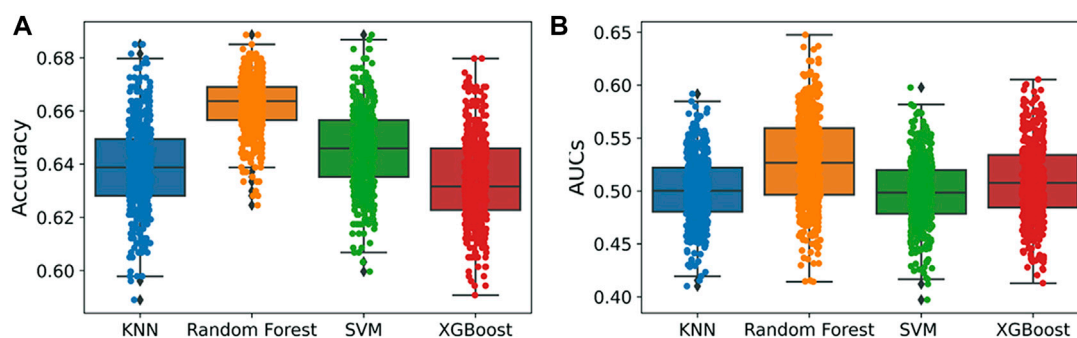 A
Accuracy
0.68
0.66
0.64
0.62
0.60
KNN Random Forest SVM XGBoost
B
AUCs
0.65
0.60
0.55
0.50
0.45
0.40
KNN Random Forest SVM XGBoost